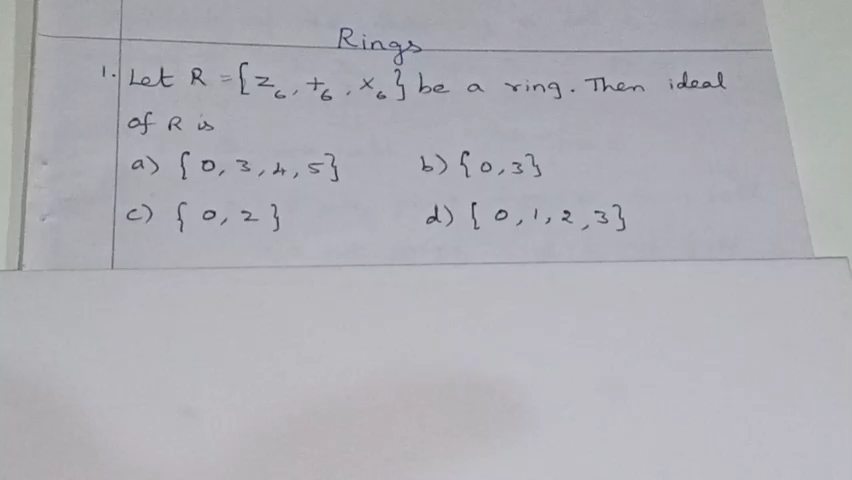 Rings
1. Let R = {Z₆, +₆, ×₆} be a ring. Then ideal
of R is
a) {0, 3, 4, 5} b) {0, 3}
c) {0, 2} d) {0, 1, 2, 3}